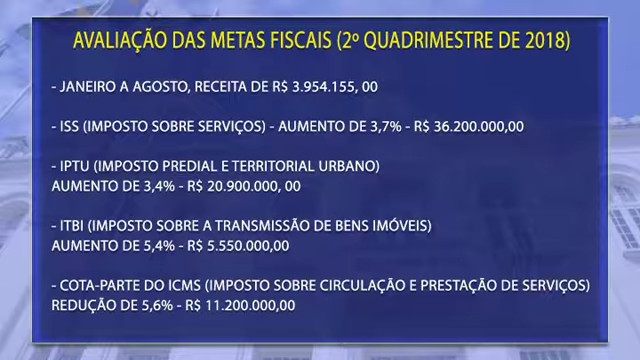 AVALIAÇÃO DAS METAS FISCAIS (2º QUADRIMESTRE DE 2018)
- JANEIRO A AGOSTO, RECEITA DE R$ 3.954.155, 00
- ISS (IMPOSTO SOBRE SERVIÇOS) - AUMENTO DE 3,7% - R$ 36.200.000,00
- IPTU (IMPOSTO PREDIAL E TERRITORIAL URBANO)
AUMENTO DE 3,4% - R$ 20.900.000, 00
- ITBI (IMPOSTO SOBRE A TRANSMISSÃO DE BENS IMÓVEIS)
AUMENTO DE 5,4% - R$ 5.550.000,00
- COTA-PARTE DO ICMS (IMPOSTO SOBRE CIRCULAÇÃO E PRESTAÇÃO DE SERVIÇOS)
REDUÇÃO DE 5,6% - R$ 11.200.000,00